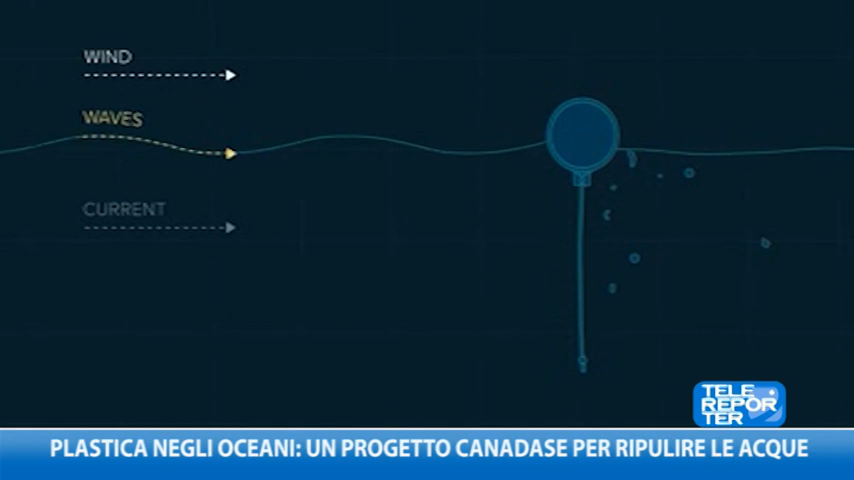 WIND
WAVES
CURRENT
TELE
REPOR
TER
PLASTICA NEGLI OCEANI: UN PROGETTO CANADASE PER RIPULIRE LE ACQUE